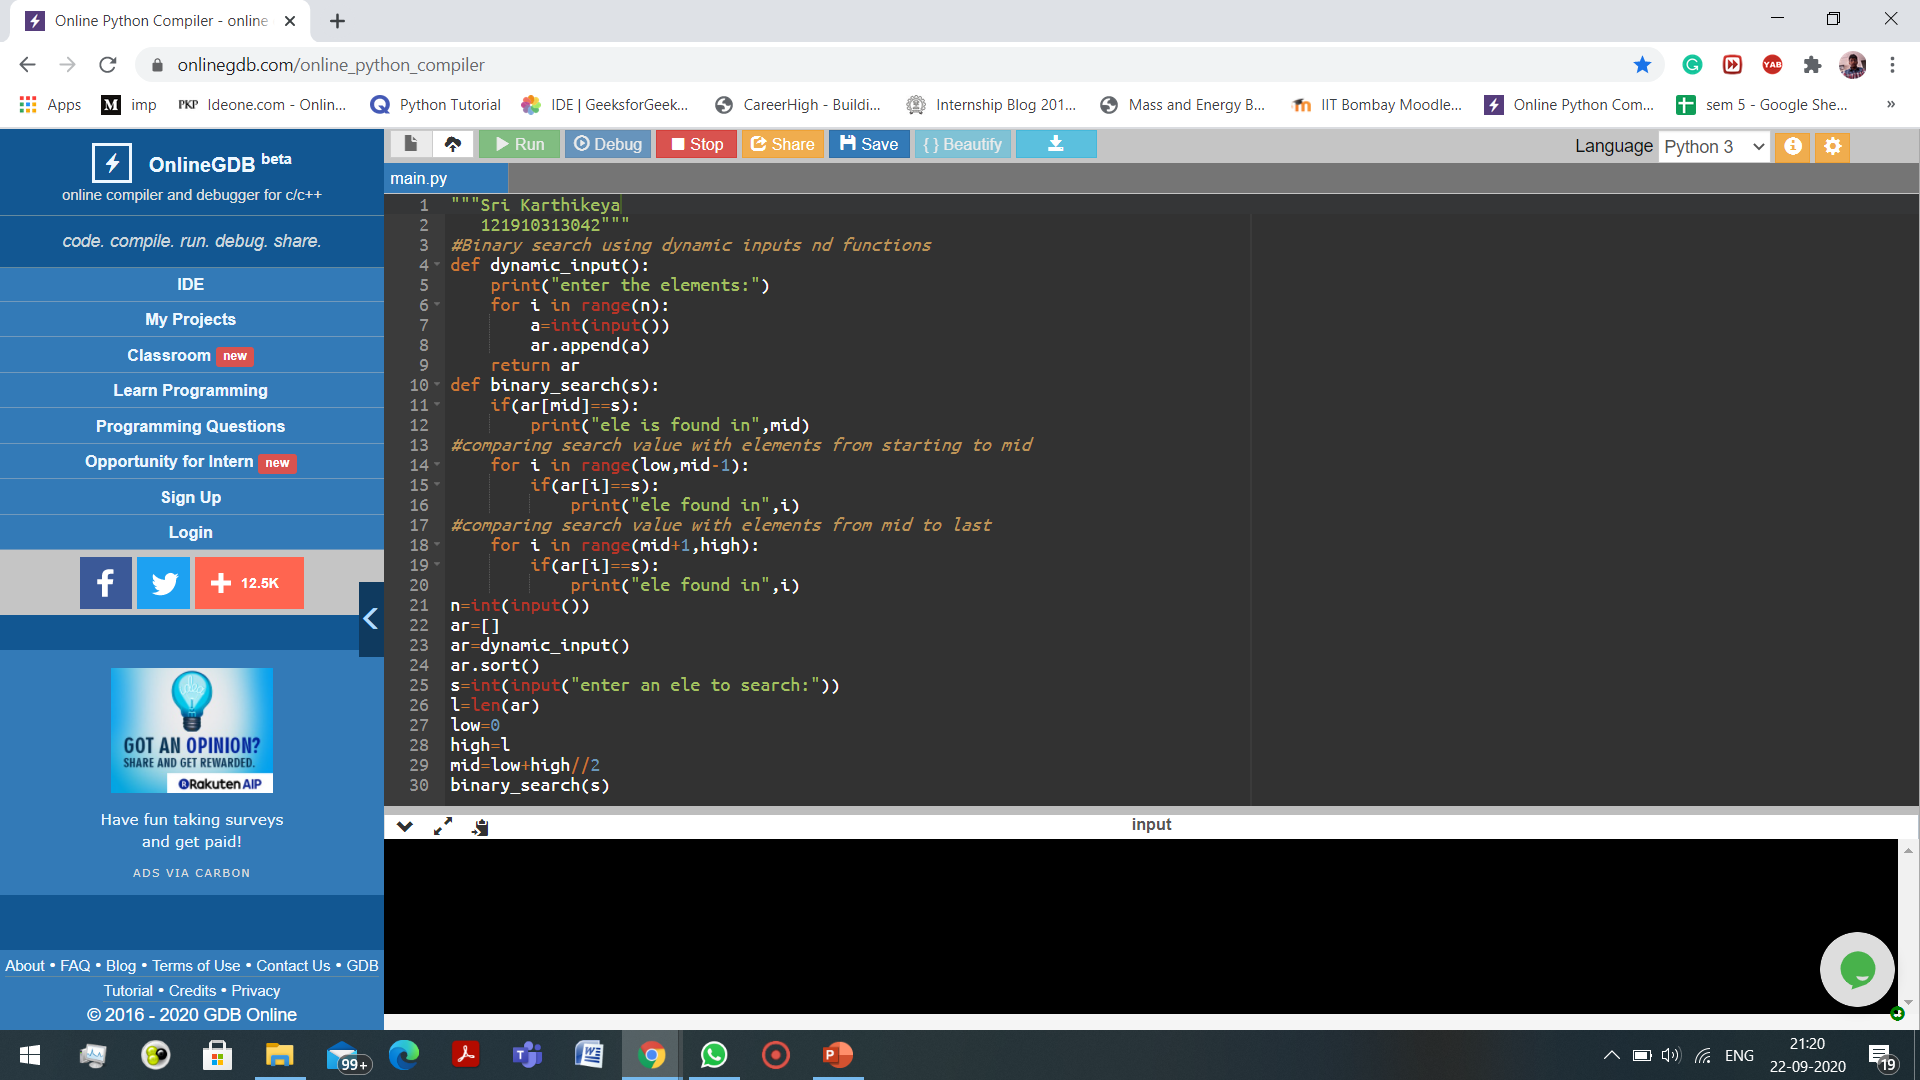 Online Python Compiler - online
onlinegdb.com/online_python_compiler
Apps
M imp
PKP Ideone.com - Onlin...
Python Tutorial
IDE | GeeksforGeek...
CareerHigh - Buildi...
Internship Blog 201...
Mass and Energy B...
IIT Bombay Moodle...
Online Python Com...
sem 5 - Google She...
»
YAB
OnlineGDB beta
online compiler and debugger for c/c++
code. compile. run. debug. share.
IDE
My Projects
Classroom new
Learn Programming
Programming Questions
Opportunity for Intern new
Sign Up
Login
f + 12.5K
GOT AN OPINION?
SHARE AND GET REWARDED.
Rakuten AIP
Have fun taking surveys
and get paid!
ADS VIA CARBON
About • FAQ • Blog • Terms of Use • Contact Us • GDB
Tutorial • Credits • Privacy
© 2016 - 2020 GDB Online
Run Debug Stop Share Save { } Beautify
Language Python 3
main.py
1 """Sri Karthikeya
2    121910313042"""
3 #Binary search using dynamic inputs nd functions
4 def dynamic_input():
5     print("enter the elements:")
6     for i in range(n):
7         a=int(input())
8         ar.append(a)
9     return ar
10 def binary_search(s):
11     if(ar[mid]==s):
12         print("ele is found in",mid)
13 #comparing search value with elements from starting to mid
14     for i in range(low,mid-1):
15         if(ar[i]==s):
16             print("ele found in",i)
17 #comparing search value with elements from mid to last
18     for i in range(mid+1,high):
19         if(ar[i]==s):
20             print("ele found in",i)
21 n=int(input())
22 ar=[]
23 ar=dynamic_input()
24 ar.sort()
25 s=int(input("enter an ele to search:"))
26 l=len(ar)
27 low=0
28 high=l
29 mid=low+high//2
30 binary_search(s)
input
99+
ENG
21:20
22-09-2020
19